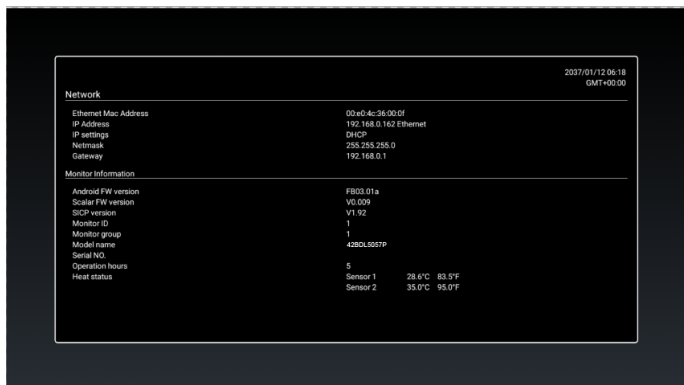 2037/01/12 06:18
GMT+00:00
Network
Ethernet Mac Address 00:e0:4c:36:00:0f
IP Address 192.168.0.162 Ethernet
IP settings DHCP
Netmask 255.255.255.0
Gateway 192.168.0.1
Monitor Information
Android FW version FB03.01a
Scalar FW version V0.009
SICP version V1.92
Monitor ID 1
Monitor group 1
Model name 42BDL5057P
Serial NO.
Operation hours 5
Heat status Sensor 1 28.6°C 83.5°F
Sensor 2 35.0°C 95.0°F